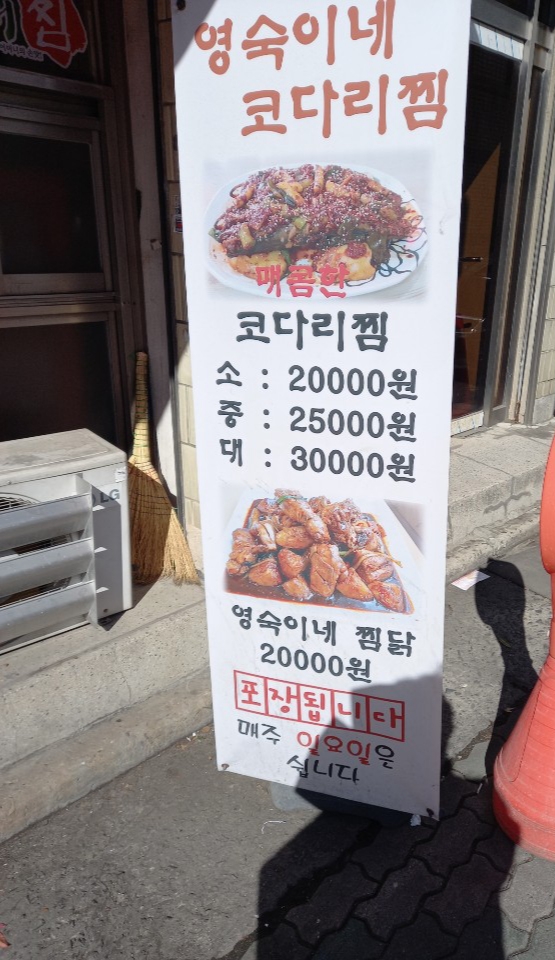 찜
영숙이네
코다리찜
매콤한
코다리찜
소 : 20000원
중 : 25000원
대 : 30000원
LG
영숙이네 찜닭
20000원
포장됩니다
매주 일요일은
쉽니다